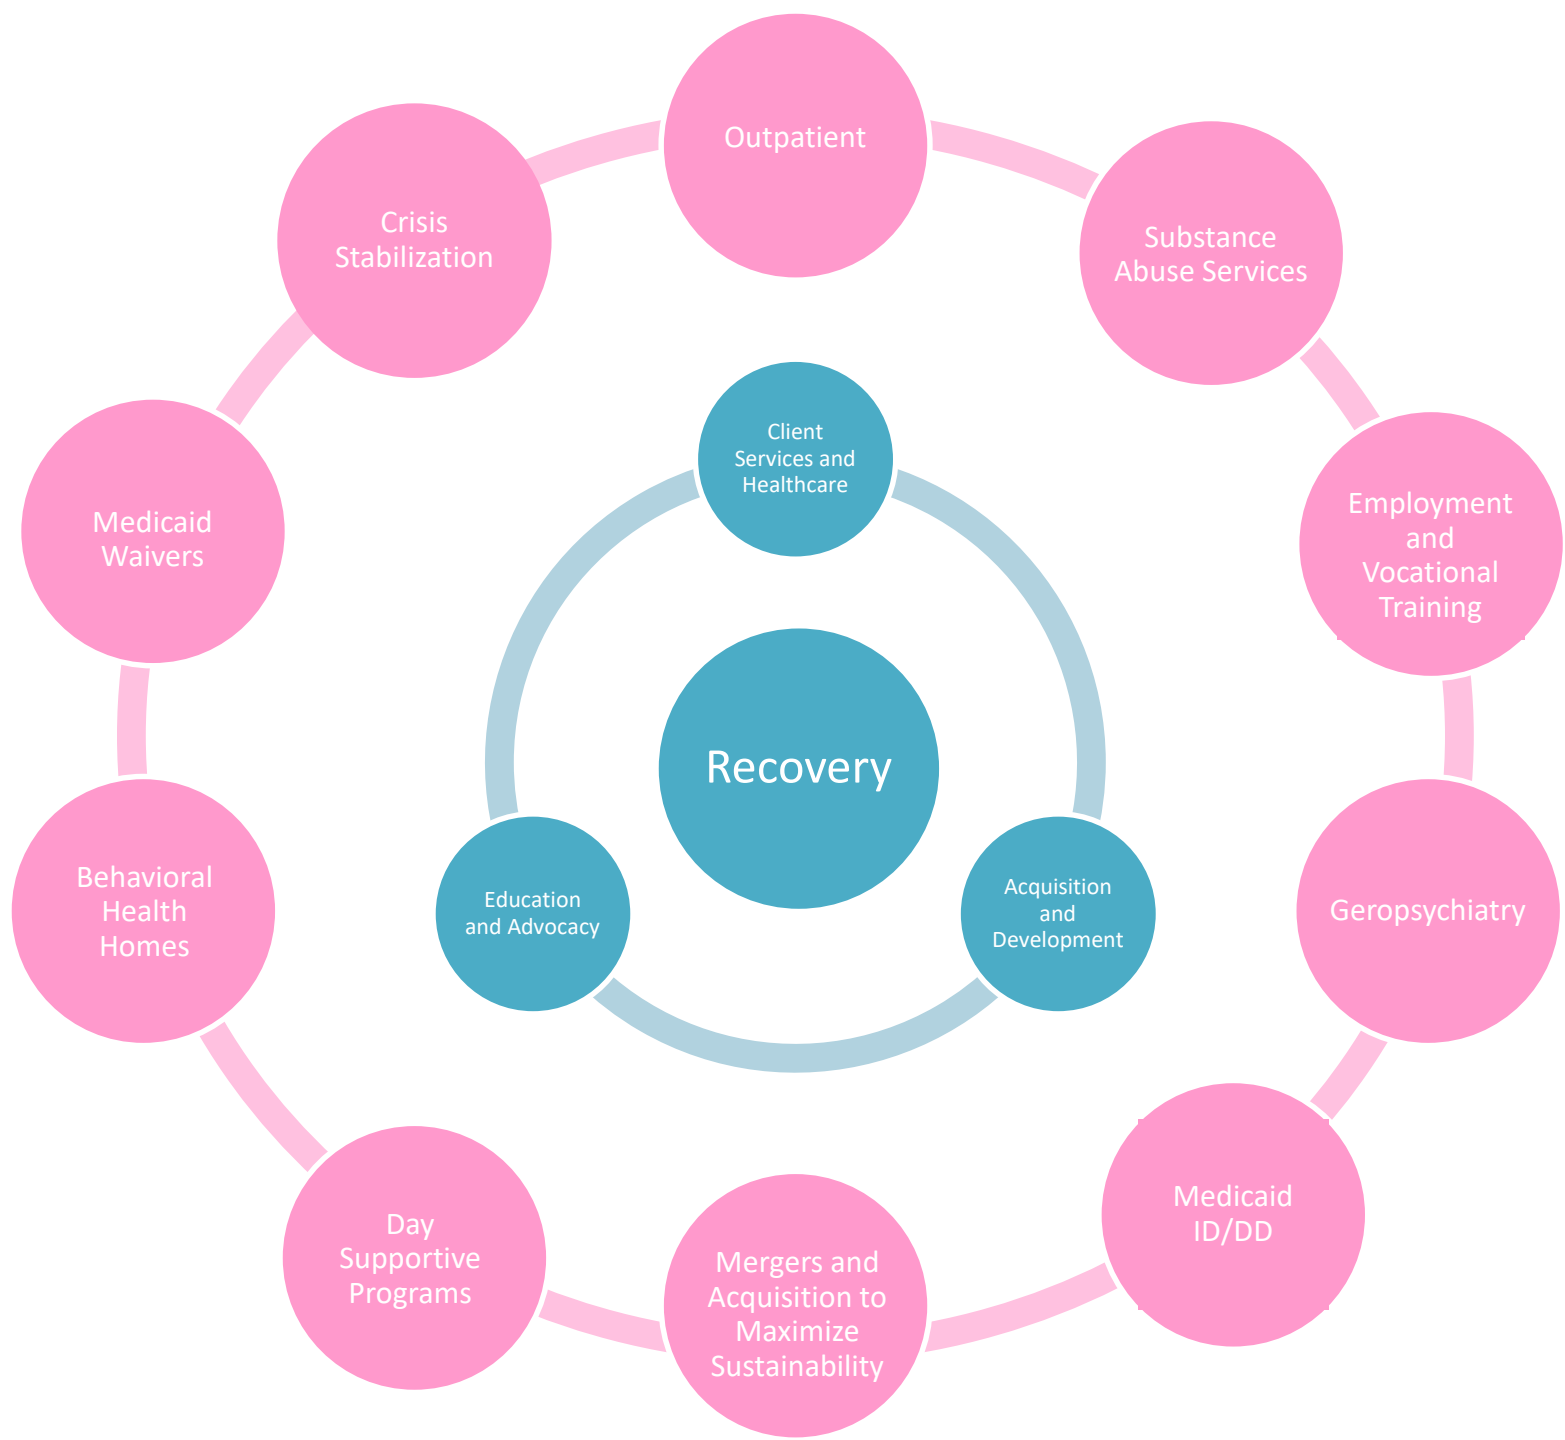 Outpatient
Crisis
Stabilization
Substance
Abuse Services
Client
Services and
Healthcare
Medicaid
Waivers
Employment
and
Vocational
Training
Recovery
Behavioral
Health
Homes
Education
and Advocacy
Acquisition
and
Development
Geropsychiatry
Day
Supportive
Programs
Mergers and
Acquisition to
Maximize
Sustainability
Medicaid
ID/DD